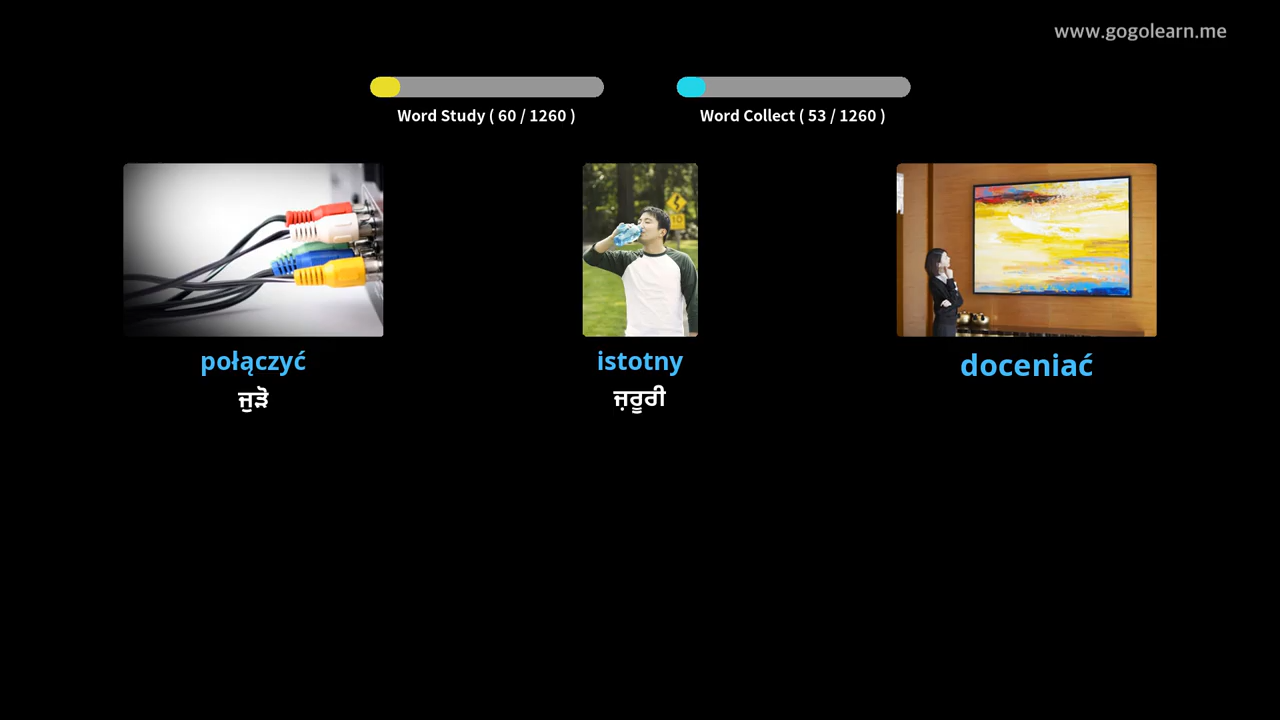 www.gogolearn.me
Word Study ( 60 / 1260 )
Word Collect ( 53 / 1260 )
połączyć
ਜੁੜੋ
istotny
ਜ਼ਰੂਰੀ
doceniać